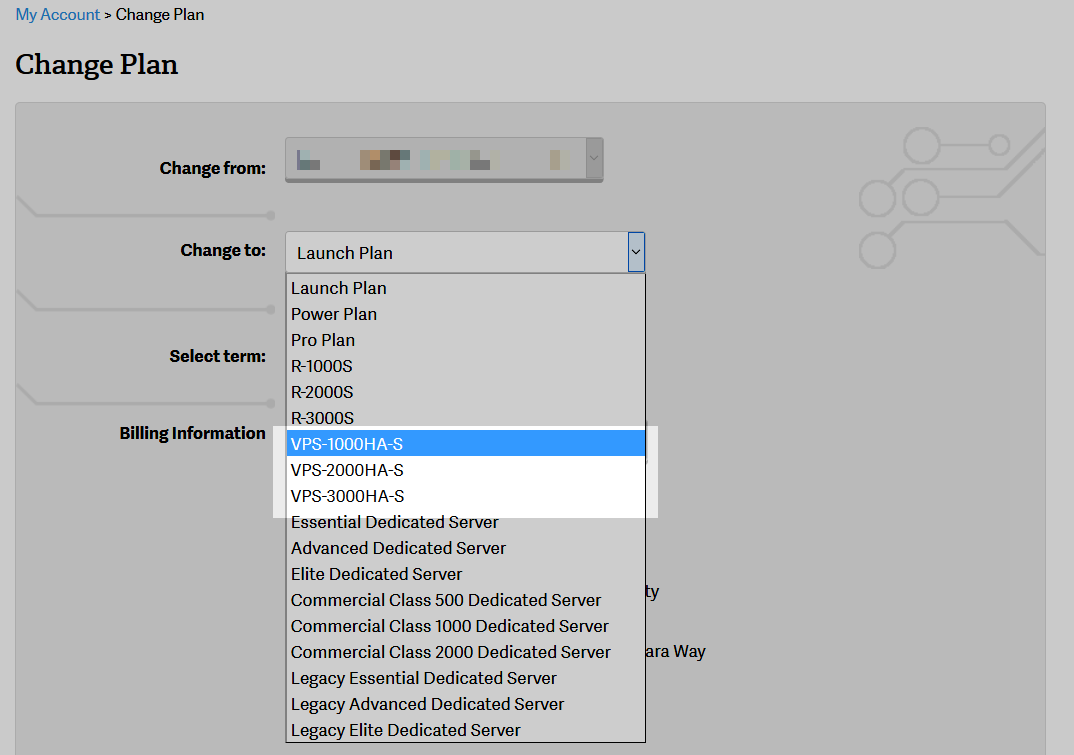 My Account > Change Plan
Change Plan
Change from:
Change to:
Launch Plan
Launch Plan
Power Plan
Pro Plan
Select term:
R-1000S
R-2000S
R-3000S
Billing Information
VPS-1000HA-S
VPS-2000HA-S
VPS-3000HA-S
Essential Dedicated Server
Advanced Dedicated Server
Elite Dedicated Server
ty
Commercial Class 500 Dedicated Server
Commercial Class 1000 Dedicated Server
Commercial Class 2000 Dedicated Server
ara Way
Legacy Essential Dedicated Server
Legacy Advanced Dedicated Server
Legacy Elite Dedicated Server